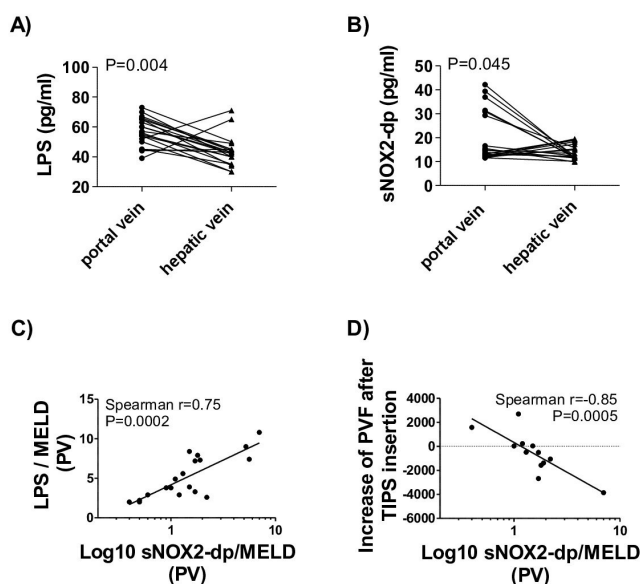 A)
P=0.004
LPS (pg/ml)
100
80
60
40
20
portal vein
hepatic vein
B)
P=0.045
sNOX2-dp (pg/ml)
50
40
30
20
10
0
portal vein
hepatic vein
C)
Spearman r=0.75
P=0.0002
LPS / MELD
(PV)
15
10
5
0
1
10
Log10 sNOX2-dp/MELD
(PV)
D)
Spearman r=-0.85
P=0.0005
Increase of PVF after
TIPS insertion
4000
2000
0
-2000
-4000
-6000
1
10
Log10 sNOX2-dp/MELD
(PV)